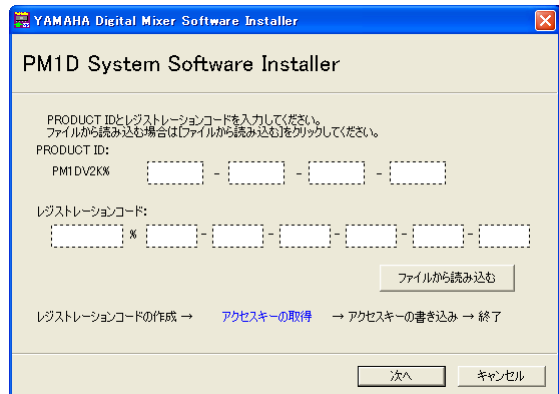 YAMAHA Digital Mixer Software Installer
PM1D System Software Installer
PRODUCT IDとレジストレーションコードを入力してください。
ファイルから読み込む場合は[ファイルから読み込む]をクリックしてください。
PRODUCT ID:
PM1DV2K% - - -
レジストレーションコード:
% - - - - -
ファイルから読み込む
レジストレーションコードの作成 → アクセスキーの取得 → アクセスキーの書き込み → 終了
次へ キャンセル